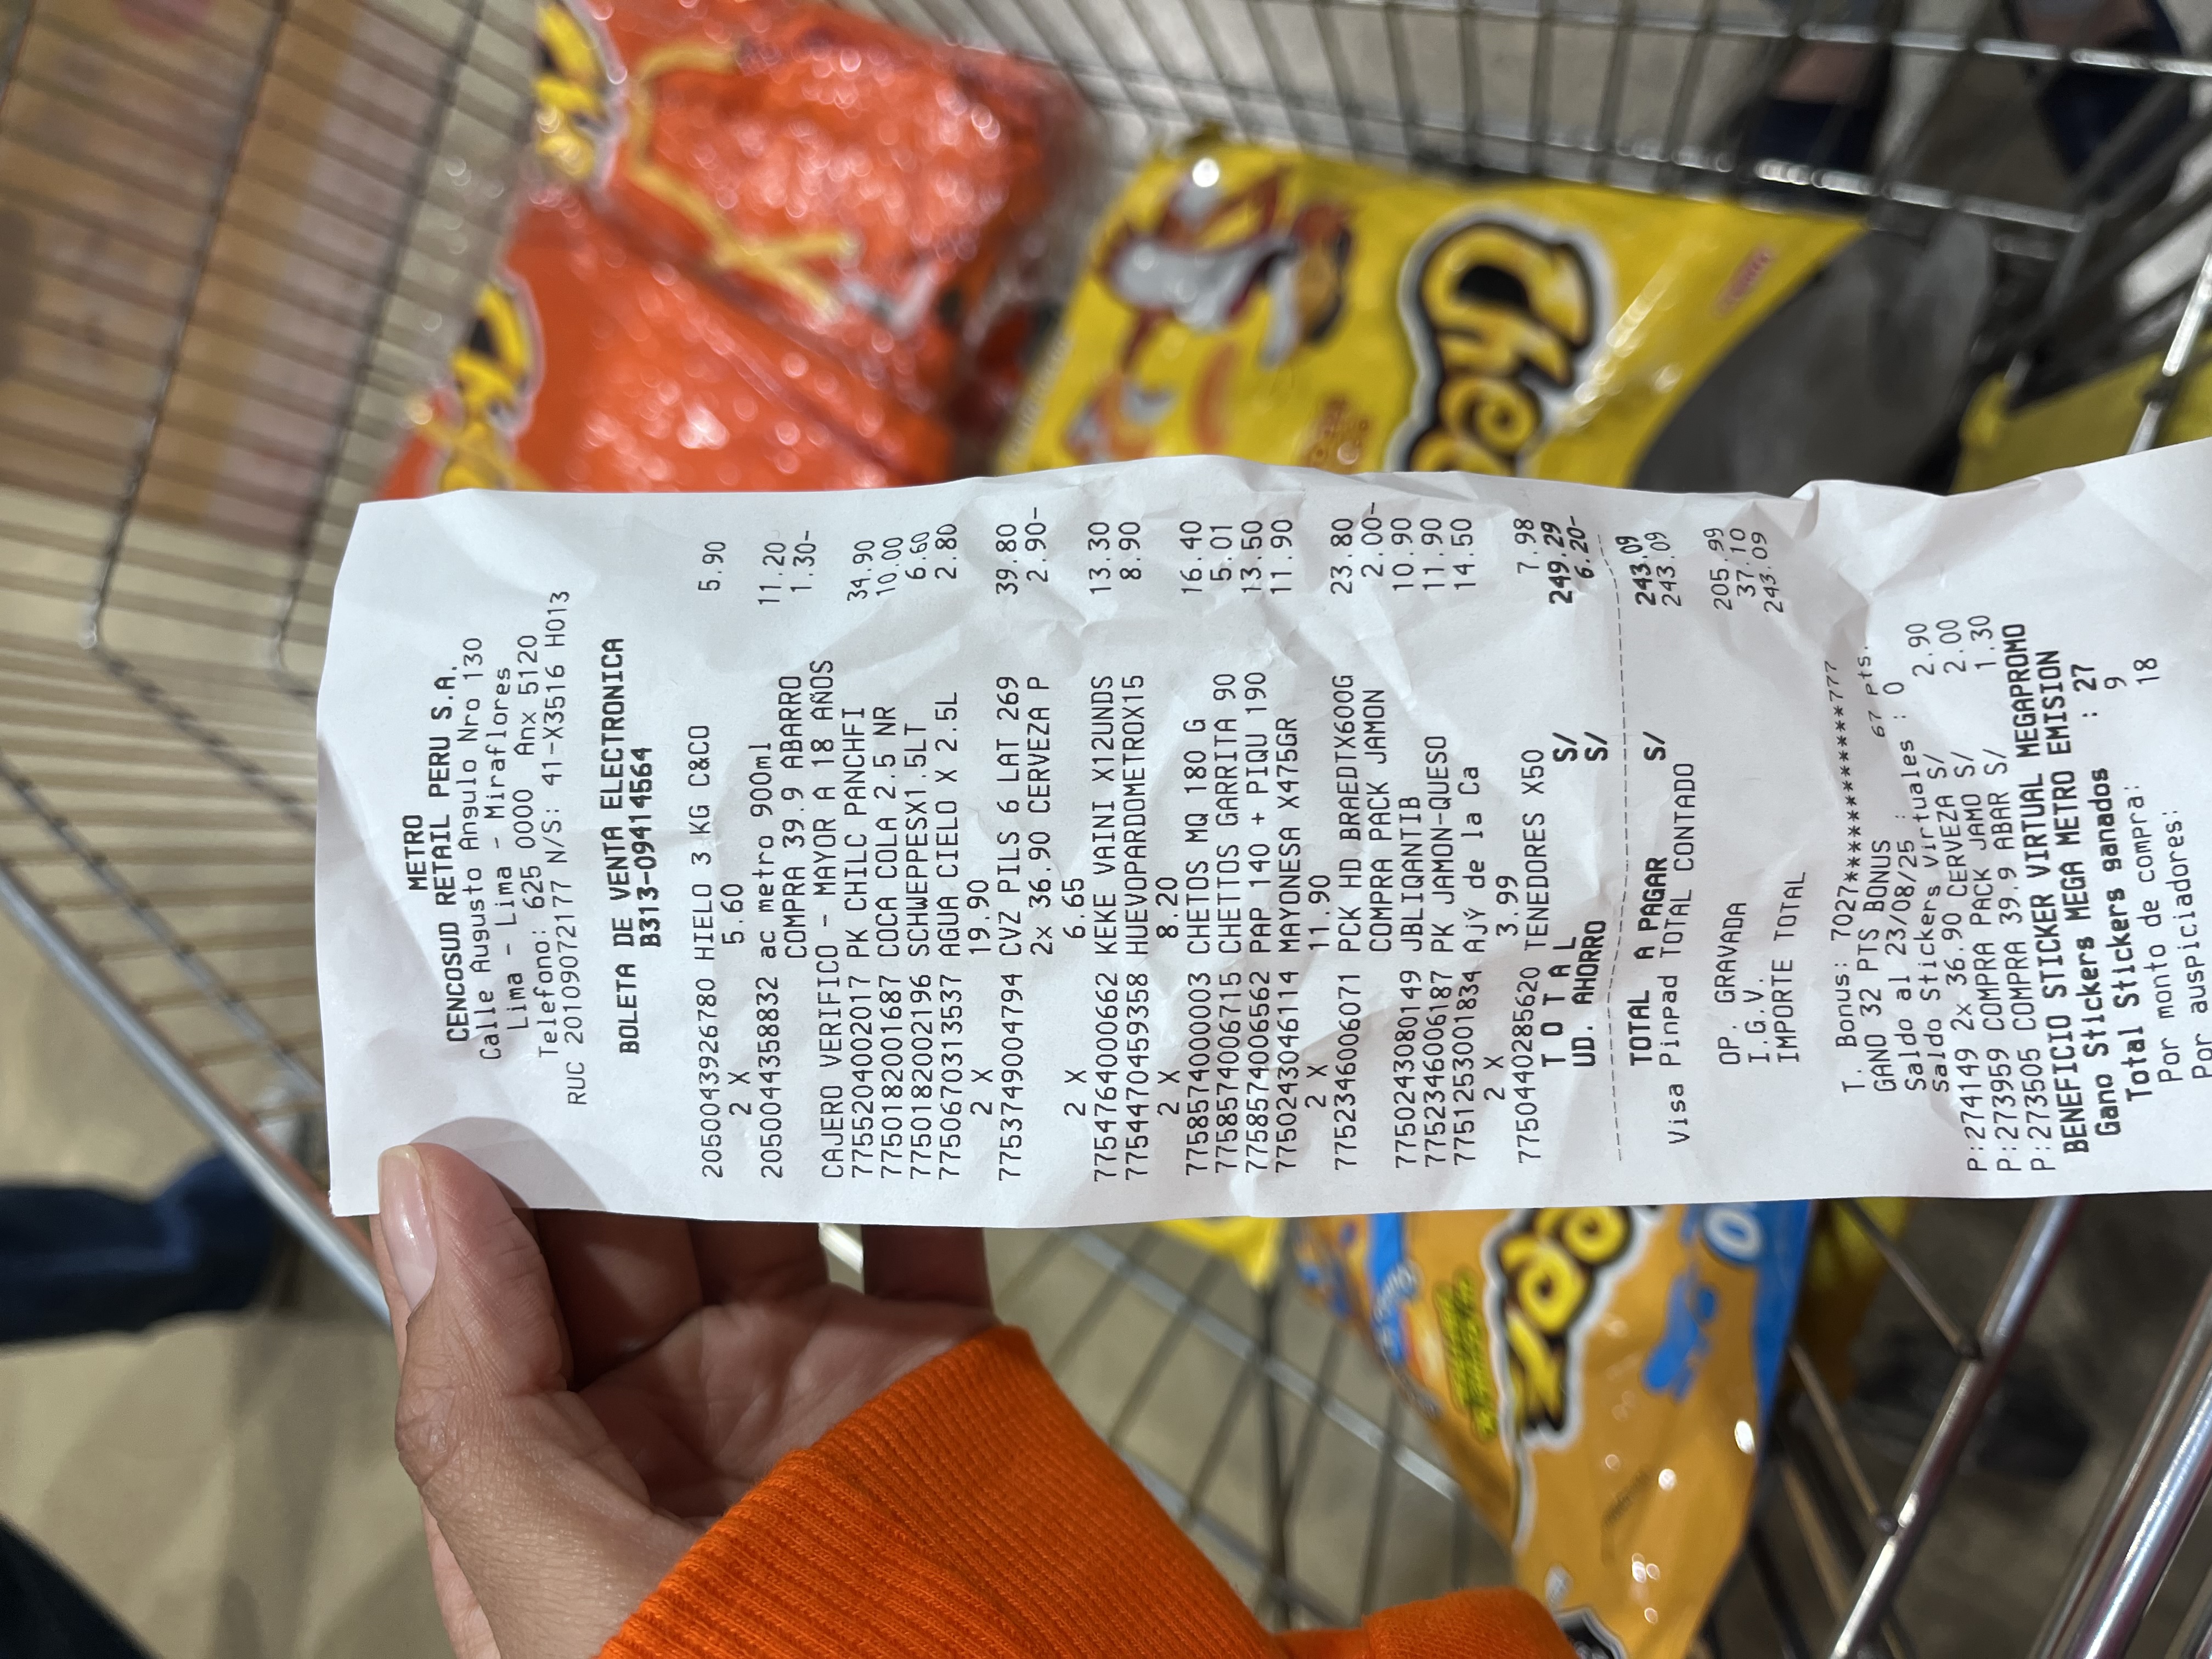 METRO
CENCOSUD RETAIL PERU S.A.
Calle Augusto Angulo Nro 130
Lima - Lima - Miraflores
Telefono: 625 0000 Anx 5120
RUC 20109072177 N/S: 41-X3516 H013
BOLETA DE VENTA ELECTRONICA
B313-09414564
2050043926780 HIELO 3 KG C&CO 5.90
2 X 5.60
2050044358832 ac metro 900ml 11.20
COMPRA 39.9 ABARRO 1.30-
CAJERO VERIFICO - MAYOR A 18 AÑOS
7755204002017 PK CHILC PANCHFI 34.90
7750182001687 COCA COLA 2.5 NR 10.00
7750182002196 SCHWEPPESX1.5LT 6.60
7750670313537 AGUA CIELO X 2.5L 2.80
2 X 19.90
7753749004794 CVZ PILS 6 LAT 269 39.80
2x 36.90 CERVEZA P 2.90-
2 X 6.65
7754764000662 KEKE VAINI X12UNDS 13.30
7754470459358 HUEVOPARDOMETROX15 8.90
2 X 8.20
7758574000003 CHETOS MQ 180 G 16.40
7758574006715 CHETTOS GARRITA 90 5.01
7758574006562 PAP 140 + PIQU 190 13.50
7750243046114 MAYONESA X475GR 11.90
2 X 11.90
7752346006071 PCK HD BRAEDTX600G 23.80
COMPRA PACK JAMON 2.00-
7750243080149 JBLIQANTIB 10.90
7752346006187 PK JAMON-QUESO 11.90
7751253001834 AjÝ de la Ca 14.50
2 X 3.99
7750440285620 TENEDORES X50 7.98
T O T A L S/ 249.29
UD. AHORRO S/ 6.20-
TOTAL A PAGAR S/ 243.09
Visa Pinpad TOTAL CONTADO 243.09
OP. GRAVADA 205.99
I.G.V. 37.10
IMPORTE TOTAL 243.09
T. Bonus: 7027************777
GANO 32 PTS BONUS
Saldo al 23/08/25 : 67 pts.
Saldo Stickers Virtuales : 0
P:274149 2x 36.90 CERVEZA S/ 2.90
P:273959 COMPRA PACK JAMO S/ 2.00
P:273505 COMPRA 39.9 ABAR S/ 1.30
BENEFICIO STICKER VIRTUAL MEGAPROMO
Gano Stickers MEGA METRO EMISION
Total Stickers ganados : 27
Por monto de compra: 9
Por auspiciadores: 18
Chee